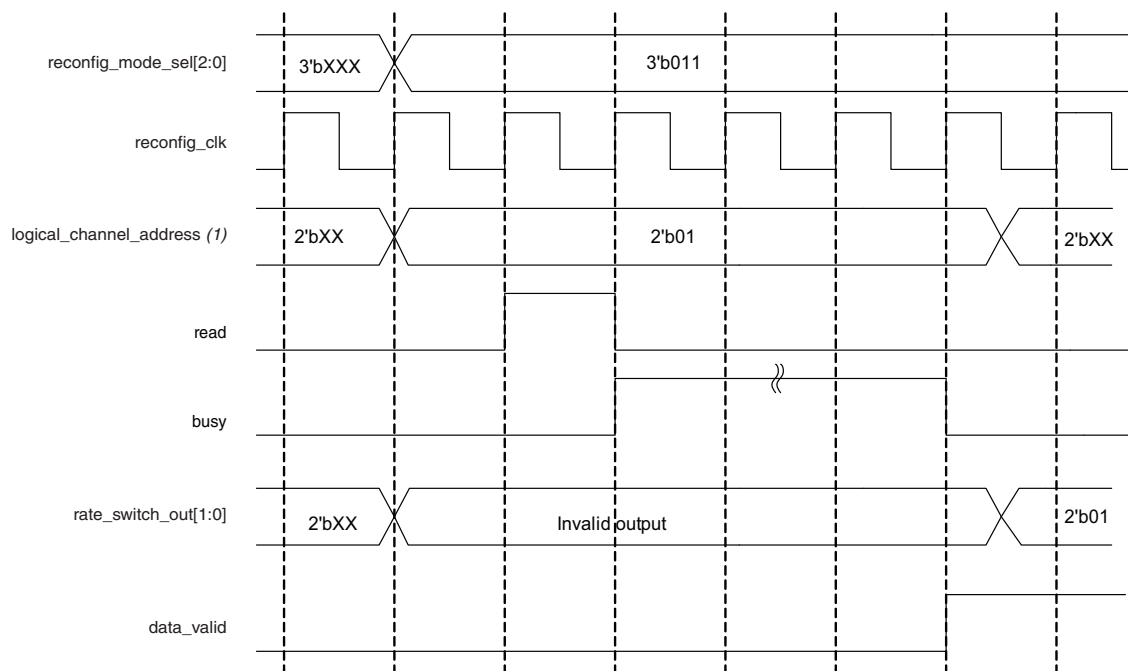 reconfig_mode_sel[2:0]
3'bXXX
3'b011
reconfig_clk
logical_channel_address (1)
2'bXX
2'b01
2'bXX
read
busy
rate_switch_out[1:0]
2'bXX
Invalid output
2'b01
data_valid